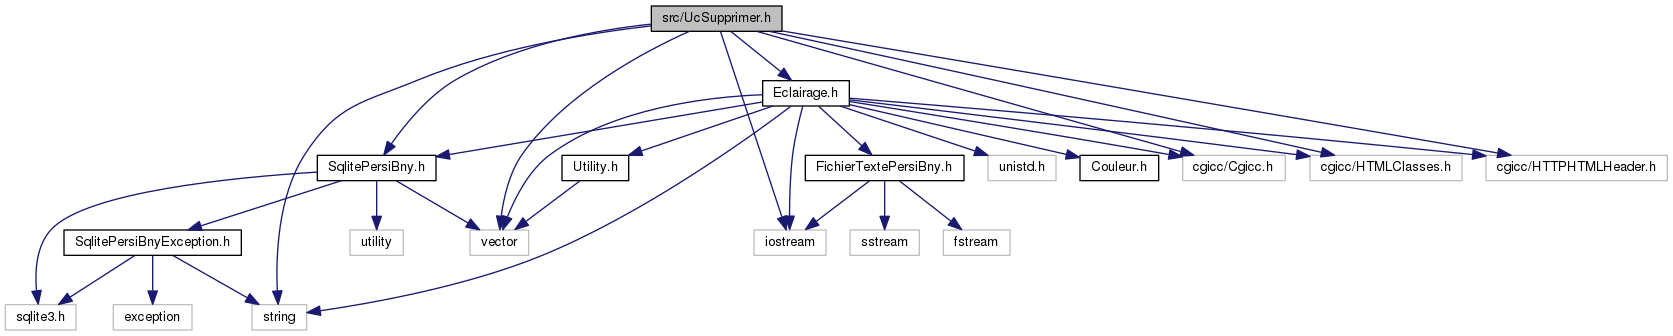 src/UcSupprimer.h
Eclairage.h
SqlitePersiBny.h
Utility.h
FichierTextePersiBny.h
unistd.h
Couleur.h
cgicc/Cgicc.h
cgicc/HTMLClasses.h
cgicc/HTTPHTMLHeader.h
SqlitePersiBnyException.h
utility
vector
iostream
sstream
fstream
sqlite3.h
exception
string